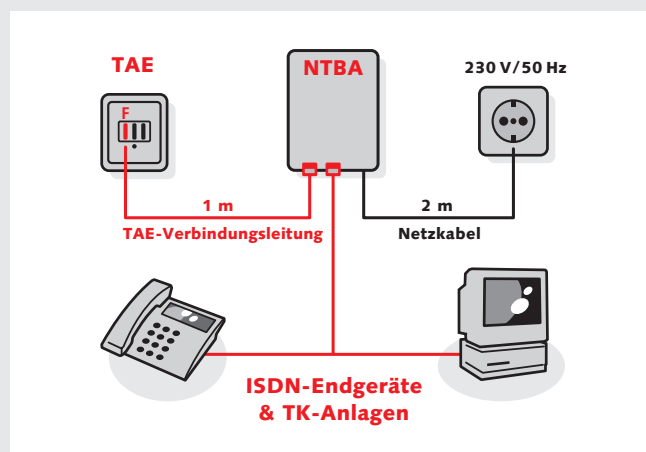 TAE
NTBA
230 V/50 Hz
F
1 m
TAE-Verbindungsleitung
2 m
Netzkabel
ISDN-Endgeräte
& TK-Anlagen